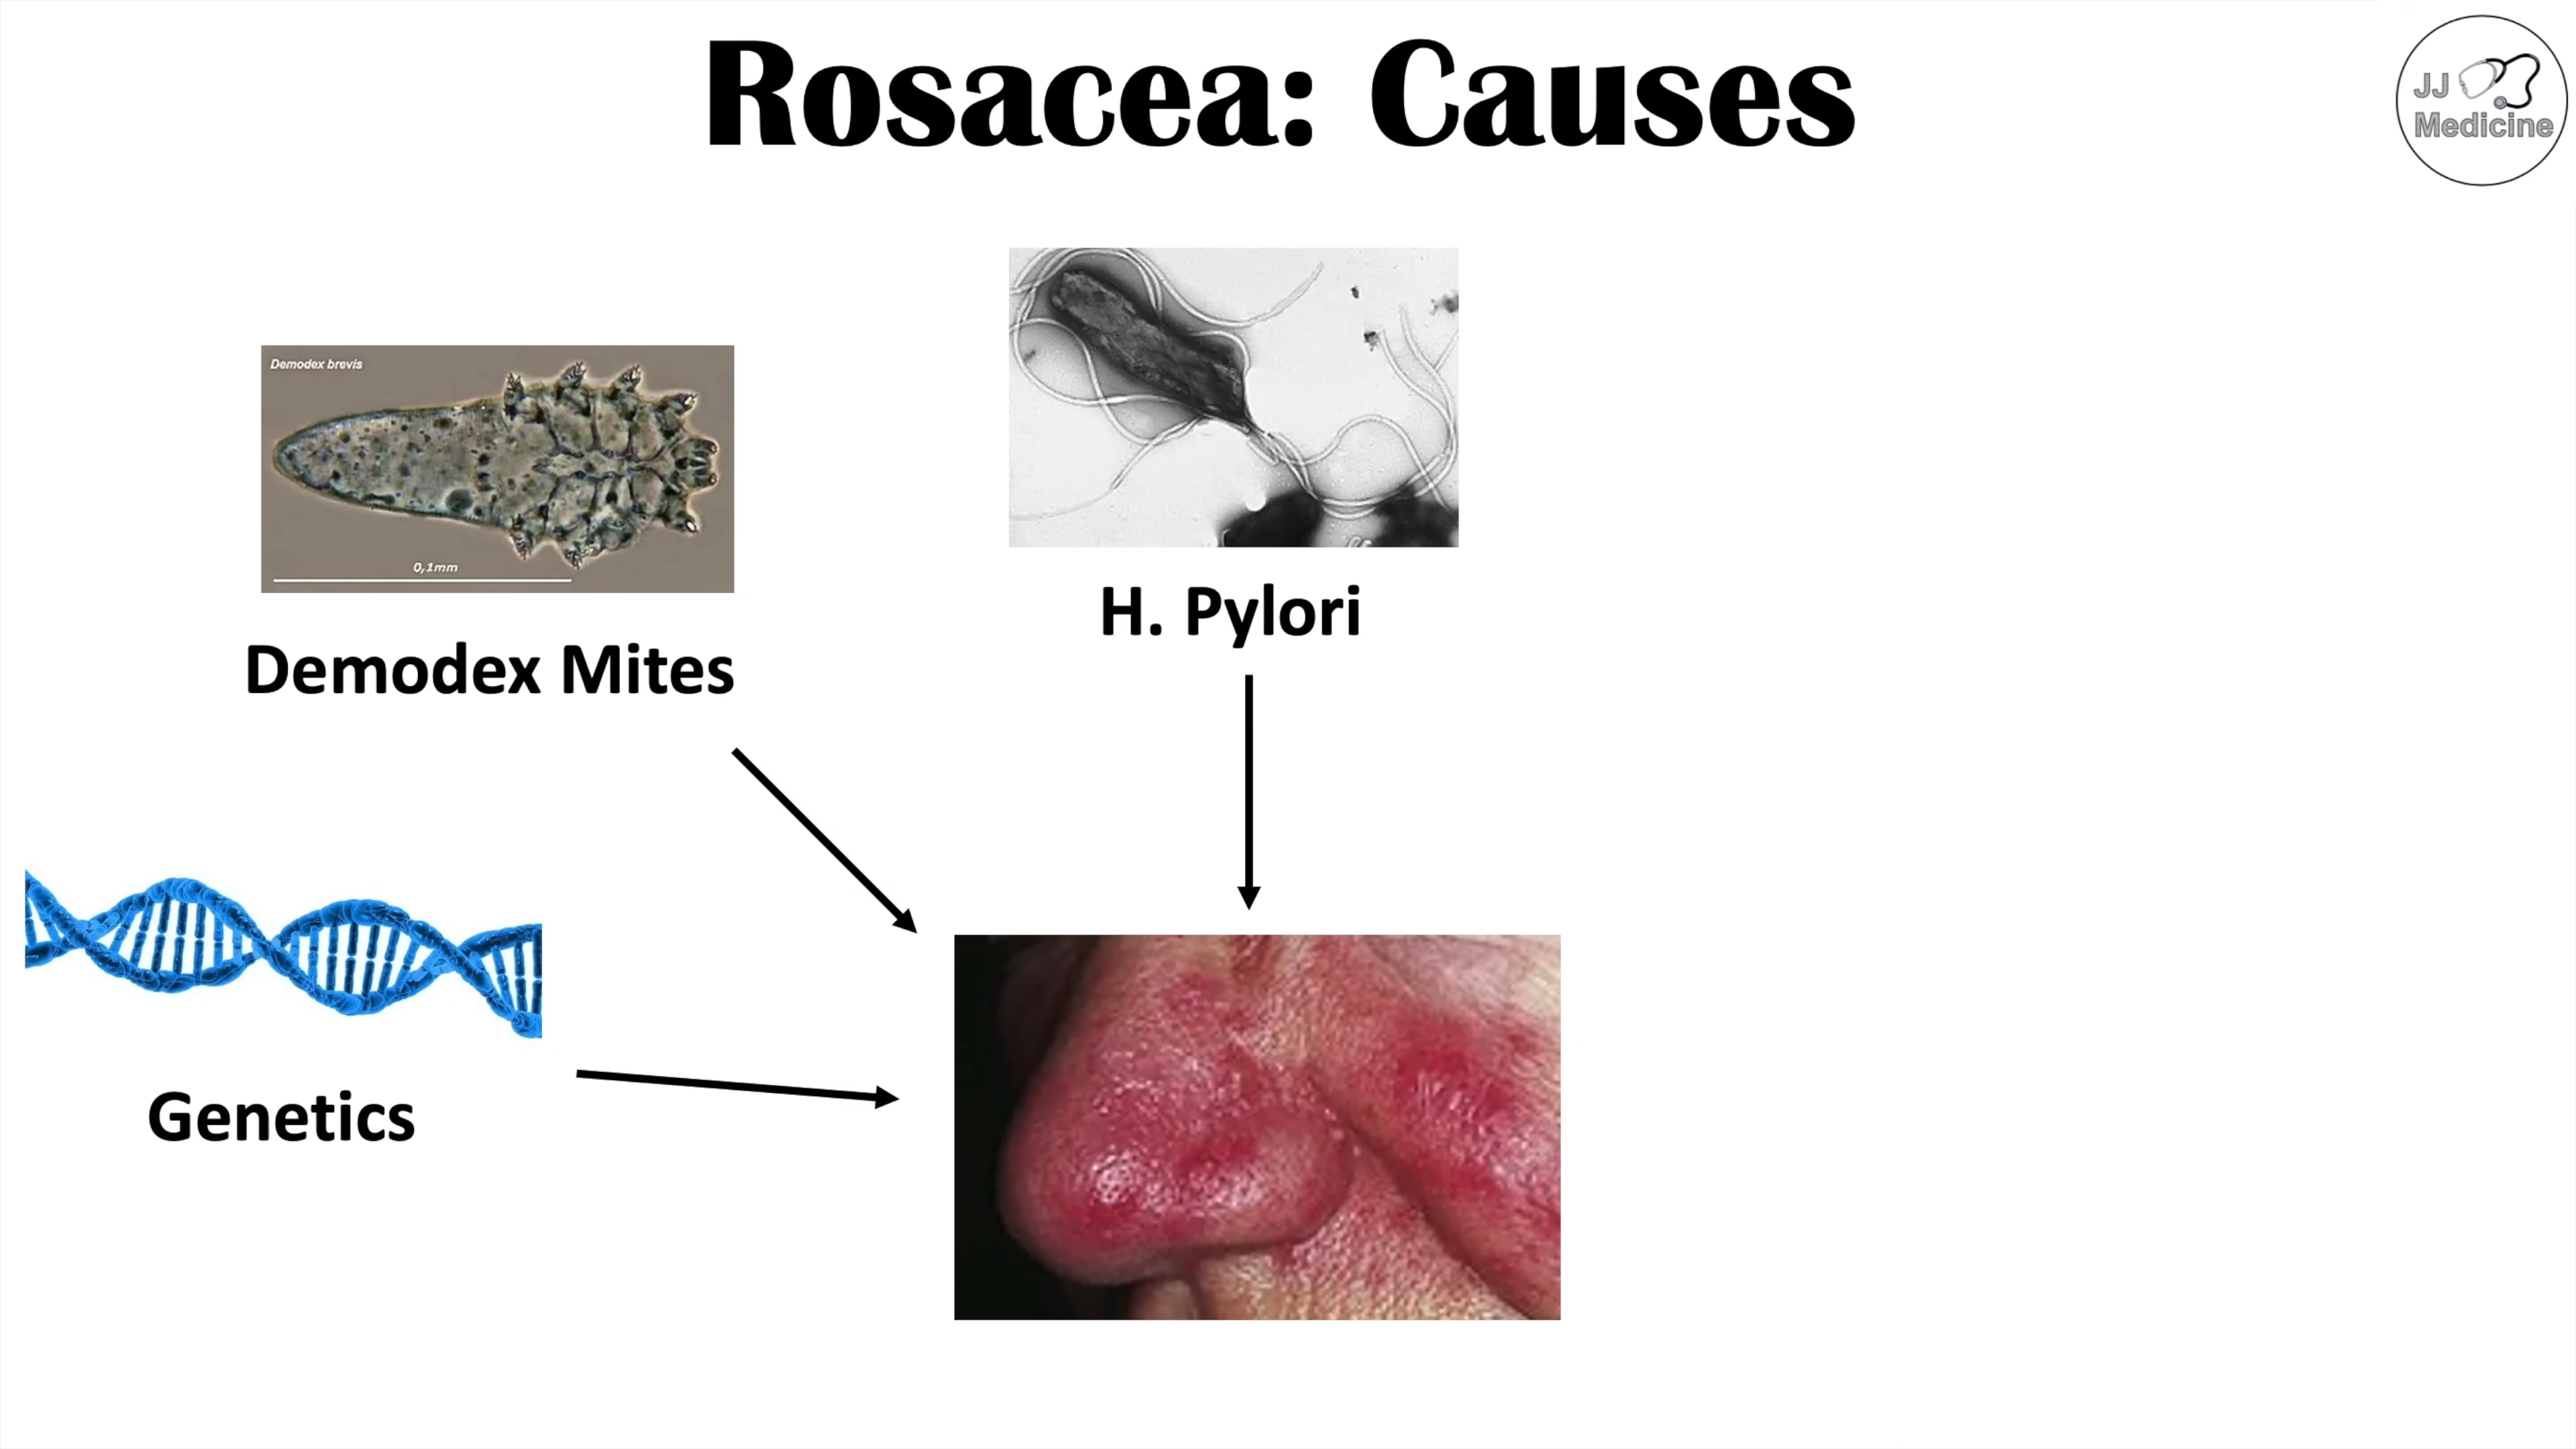 Rosacea: Causes
JJ
Medicine
Demodex brevis
0,1mm
Demodex Mites
H. Pylori
Genetics